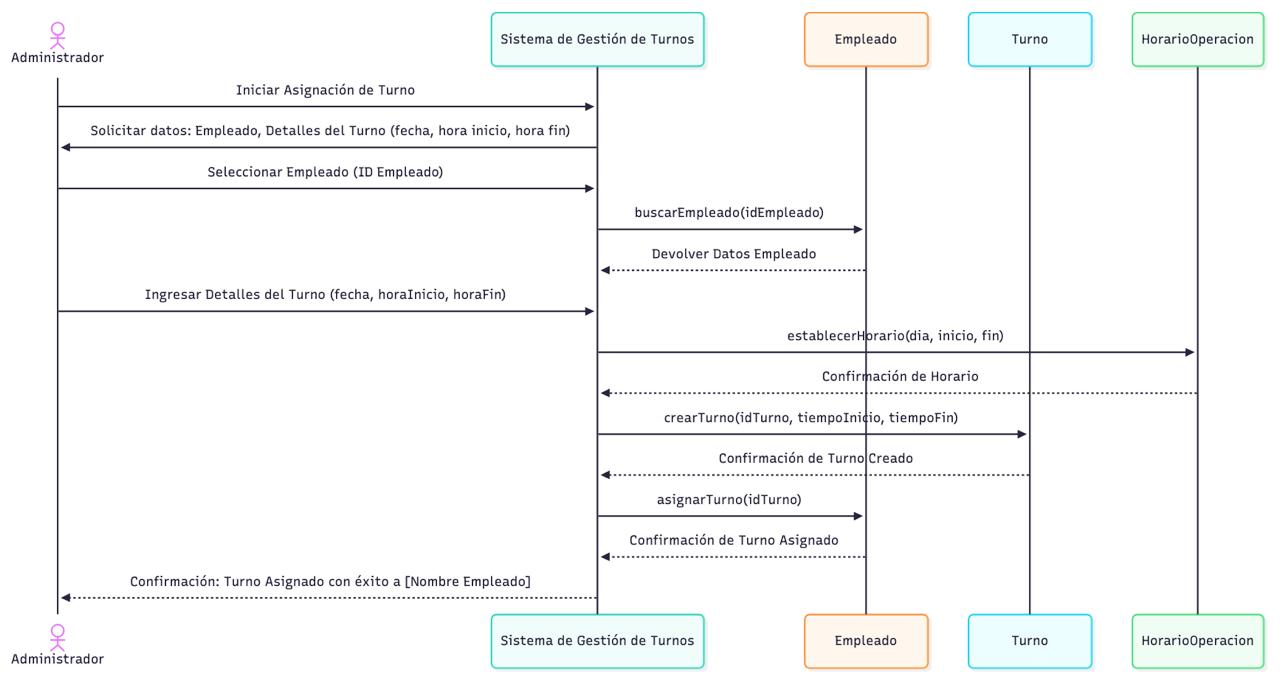 Administrador
Sistema de Gestión de Turnos
Empleado
Turno
HorarioOperacion
Iniciar Asignación de Turno
Solicitar datos: Empleado, Detalles del Turno (fecha, hora inicio, hora fin)
Seleccionar Empleado (ID Empleado)
buscarEmpleado(idEmpleado)
Devolver Datos Empleado
Ingresar Detalles del Turno (fecha, horaInicio, horaFin)
establecerHorario(dia, inicio, fin)
Confirmación de Horario
crearTurno(idTurno, tiempoInicio, tiempoFin)
Confirmación de Turno Creado
asignarTurno(idTurno)
Confirmación de Turno Asignado
Confirmación: Turno Asignado con éxito a [Nombre Empleado]
Administrador
Sistema de Gestión de Turnos
Empleado
Turno
HorarioOperacion